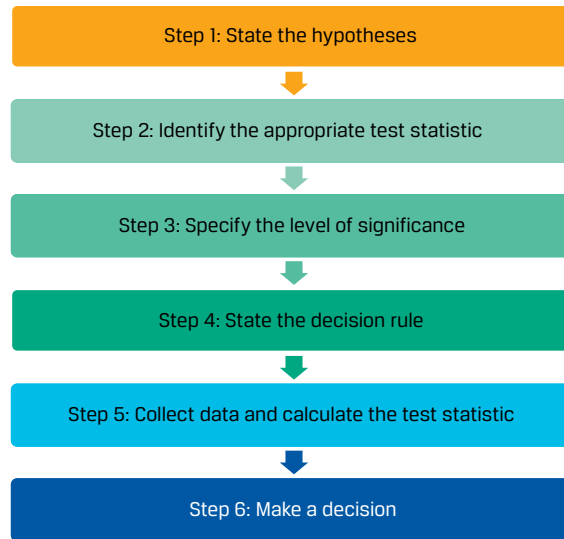 Step 1: State the hypotheses
Step 2: Identify the appropriate test statistic
Step 3: Specify the level of significance
Step 4: State the decision rule
Step 5: Collect data and calculate the test statistic
Step 6: Make a decision